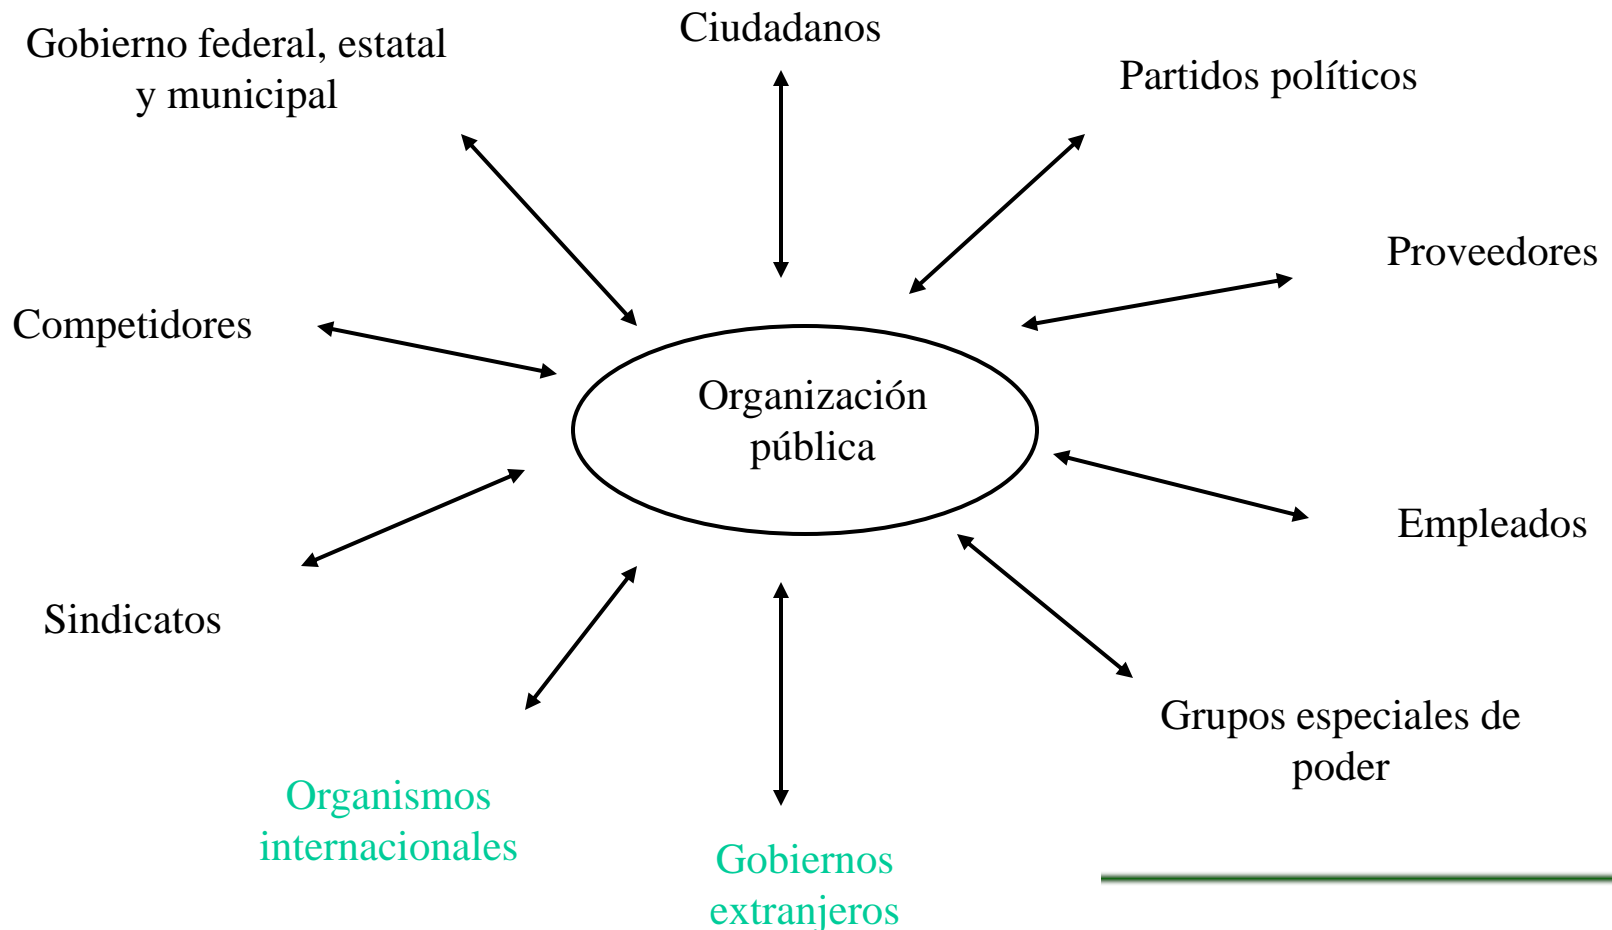 Ciudadanos
Gobierno federal, estatal
y municipal
Partidos políticos
Proveedores
Competidores
Organización
pública
Empleados
Sindicatos
Grupos especiales de
poder
Organismos
internacionales
Gobiernos
extranjeros